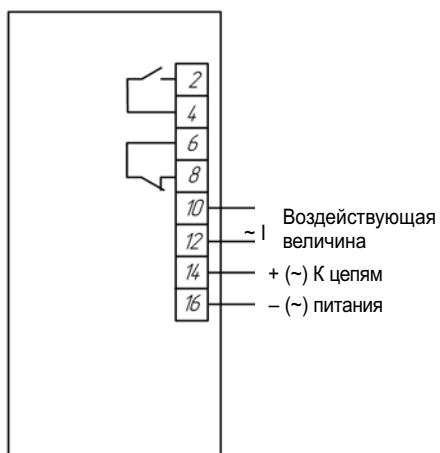 2
4
6
8
10
12
14
16
~ I
Воздействующая
величина
+ (~) К цепям
– (~) питания